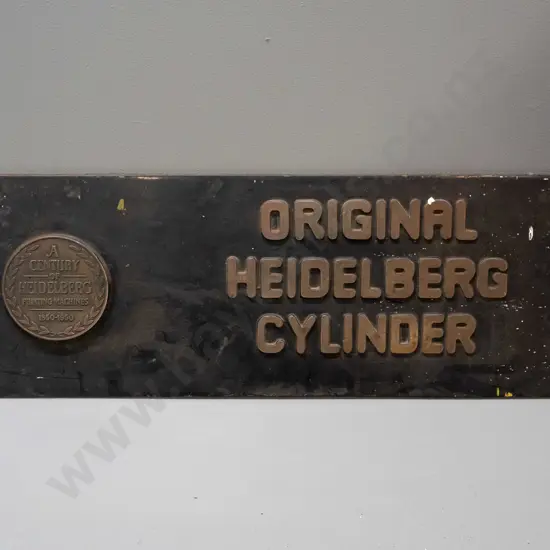 A
CENTURY
OF
HEIDELBERG
PRINTING·MACHINES
1850-1950
ORIGINAL
HEIDELBERG
CYLINDER